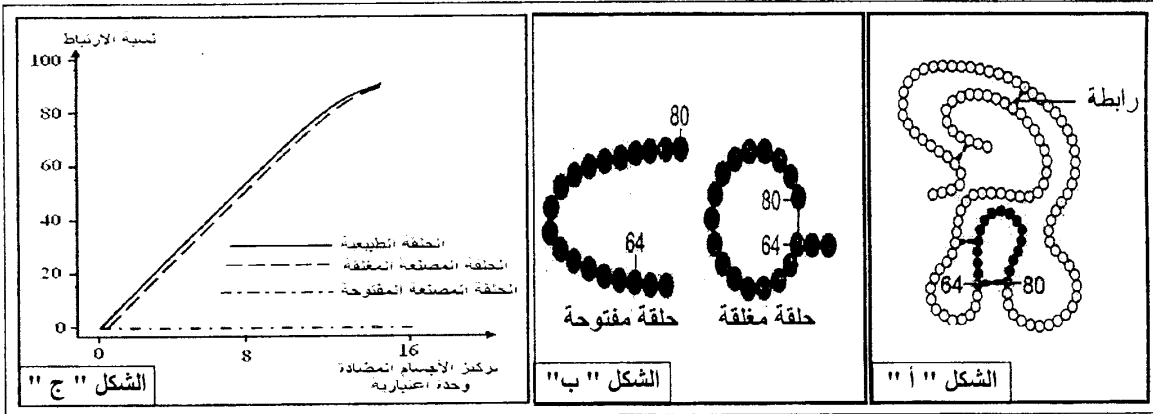 رابطة
64
80
الشكل " أ "
80
64
80
64
حلقة مفتوحة
حلقة مغلقة
الشكل " ب"
نسبة الارتباط
100
80
60
40
20
0
الحلقة الطبيعية
الحلقة المصنعة المغلقة
الحلقة المصنعة المفتوحة
0
8
16
تركيز الأجسام المضادة
وحدة اعتبارية
الشكل " ج "